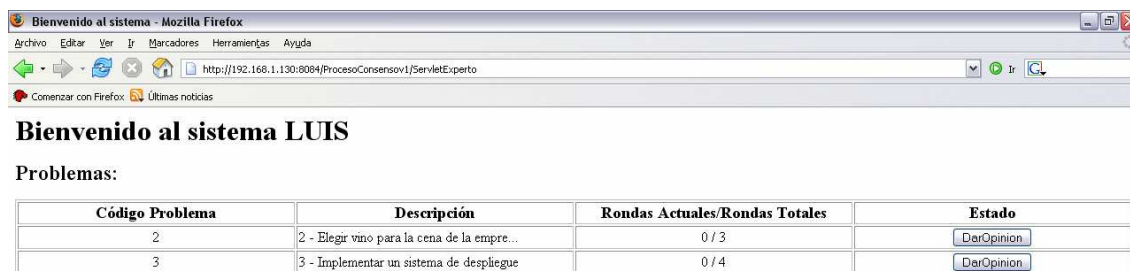 Bienvenido al sistema - Mozilla Firefox
Archivo Editar Ver Ir Marcadores Herramientas Ayuda
http://192.168.1.130:8084/ProcesoConsensov1/ServletExperto Ir G
Comenzar con Firefox Últimas noticias
Bienvenido al sistema LUIS
Problemas:
Código Problema Descripción Rondas Actuales/Rondas Totales Estado
2 2 - Elegir vino para la cena de la empre... 0 / 3 DarOpinion
3 3 - Implementar un sistema de despliegue 0 / 4 DarOpinion